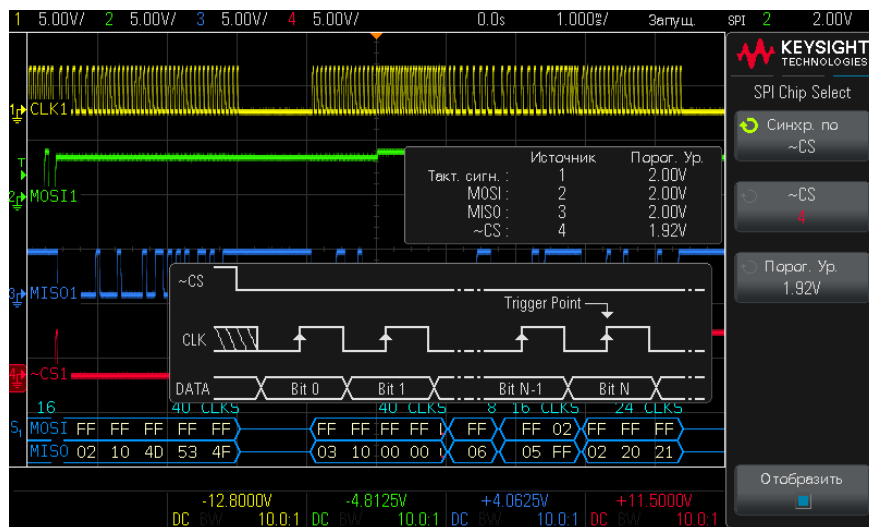 1 5.00V/ 2 5.00V/ 3 5.00V/ 4 5.00V/ 0.0s 1.000ms/ Запущ. SPI 2 2.00V
KEYSIGHT
TECHNOLOGIES
SPI Chip Select
Синхр. по
~CS
~CS
4
Порог. Ур.
1.92V
Отобразить
CLK1
T
MOSI1
MISO1
~CS1
Источник Порог. Ур.
Такт. сигн. : 1 2.00V
MOSI : 2 2.00V
MISO : 3 2.00V
~CS : 4 1.92V
~CS
Trigger Point
CLK
DATA Bit 0 Bit 1 Bit N-1 Bit N
16 40 CLKS 40 CLKS 8 16 CLKS 24 CLKS
S1 MOSI FF FF FF FF FF FF FF FF FF FF FF 02 FF FF FF
MISO 02 10 4D 53 4F 03 10 00 00 06 05 FF 02 20 21
-12.8000V -4.8125V +4.0625V +11.5000V
DC BW 10.0:1 DC BW 10.0:1 DC BW 10.0:1 DC BW 10.0:1